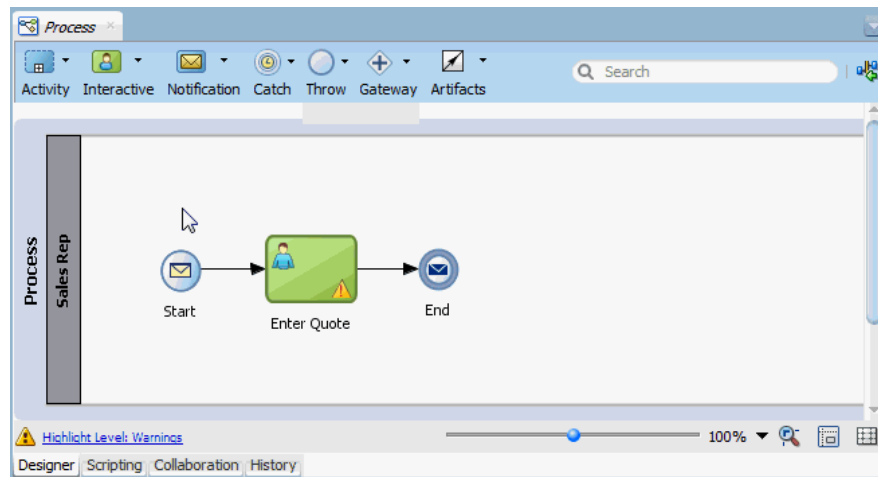 Process
Activity Interactive Notification Catch Throw Gateway Artifacts
Search
Process
Sales Rep
Start
Enter Quote
End
Highlight Level: Warnings
100%
Designer Scripting Collaboration History